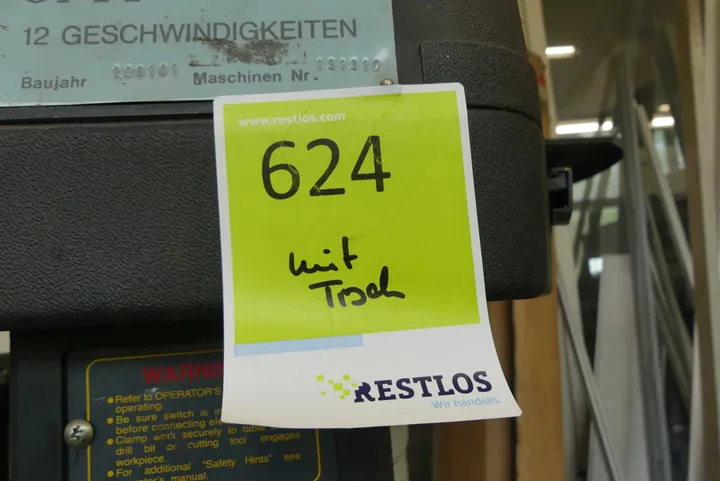 12 GESCHWINDIGKEITEN
Baujahr Maschinen Nr.
www.restlos.com
624
mit
Tisch
RESTLOS
Wir handeln.
WARNING
●Refer to OPERATOR'S
operating.
●Be sure switch is
before connecting
●Clamp work securely to table
drill bit or cutting tool engages
workpiece.
●For additional "Safety Hints" see
manual.